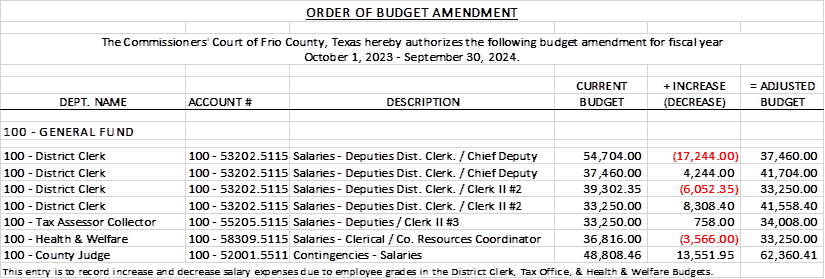 ORDER OF BUDGET AMENDMENT
The Commissioners' Court of Frio County, Texas hereby authorizes the following budget amendment for fiscal year
October 1, 2023 - September 30, 2024.
CURRENT + INCREASE = ADJUSTED
DEPT. NAME ACCOUNT # DESCRIPTION BUDGET (DECREASE) BUDGET
100 - GENERAL FUND
100 - District Clerk 100 - 53202.5115 Salaries - Deputies Dist. Clerk. / Chief Deputy 54,704.00 (17,244.00) 37,460.00
100 - District Clerk 100 - 53202.5115 Salaries - Deputies Dist. Clerk. / Chief Deputy 37,460.00 4,244.00 41,704.00
100 - District Clerk 100 - 53202.5115 Salaries - Deputies Dist. Clerk. / Clerk II #2 39,302.35 (6,052.35) 33,250.00
100 - District Clerk 100 - 53202.5115 Salaries - Deputies Dist. Clerk. / Clerk II #2 33,250.00 8,308.40 41,558.40
100 - Tax Assessor Collector 100 - 55205.5115 Salaries - Deputies / Clerk II #3 33,250.00 758.00 34,008.00
100 - Health & Welfare 100 - 58309.5115 Salaries - Clerical / Co. Resources Coordinator 36,816.00 (3,566.00) 33,250.00
100 - County Judge 100 - 52001.5511 Contingencies - Salaries 48,808.46 13,551.95 62,360.41
This entry is to record increase and decrease salary expenses due to employee grades in the District Clerk, Tax Office, & Health & Welfare Budgets.